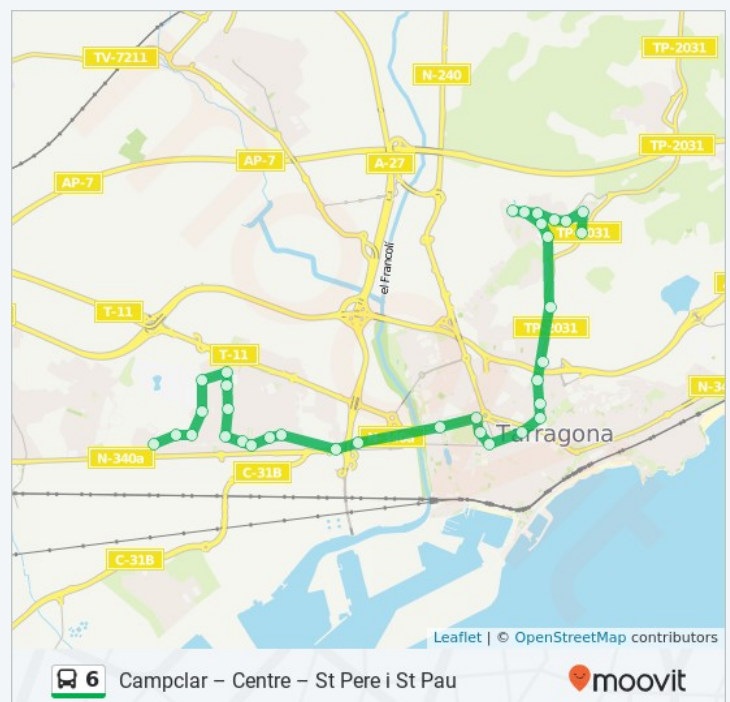 TP-2031
TV-7211
N-240
TP-2031
AP-7
A-27
AP-7
el Francolí
TP-2031
T-11
TP-2031
T-11
N-34
Tarragona
N-340a
C-31B
C-31B
Leaflet | © OpenStreetMap contributors
6 Campclar – Centre – St Pere i St Pau
moovit